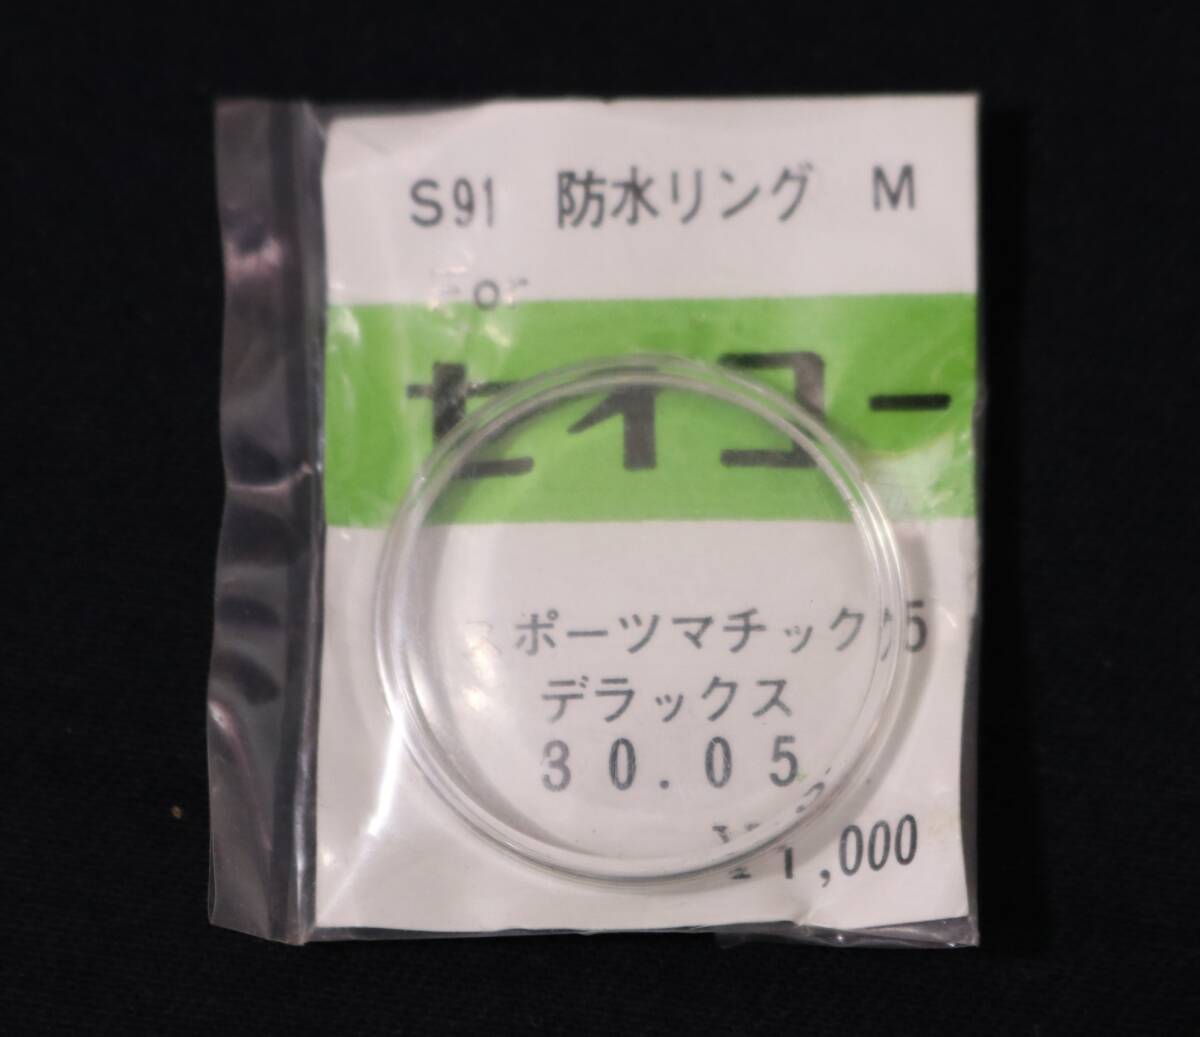 S91 防水リング M
for
セイコー
スポーツマチック5
デラックス
30.05
¥1,000